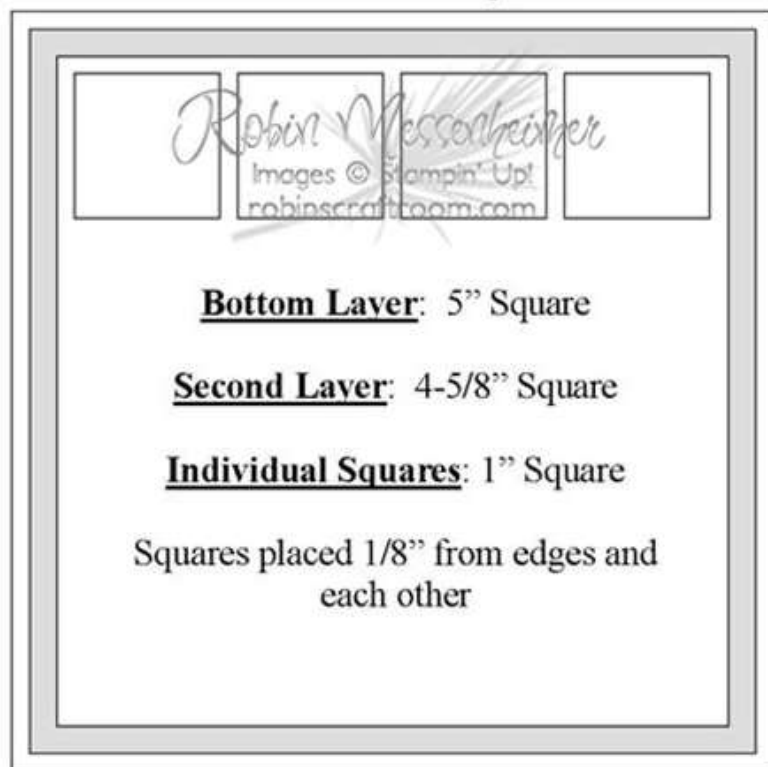 Robin Messenheimer
Images © Stampin' Up!
robinscraftroom.com
Bottom Layer: 5” Square
Second Layer: 4-5/8” Square
Individual Squares: 1” Square
Squares placed 1/8” from edges and
each other